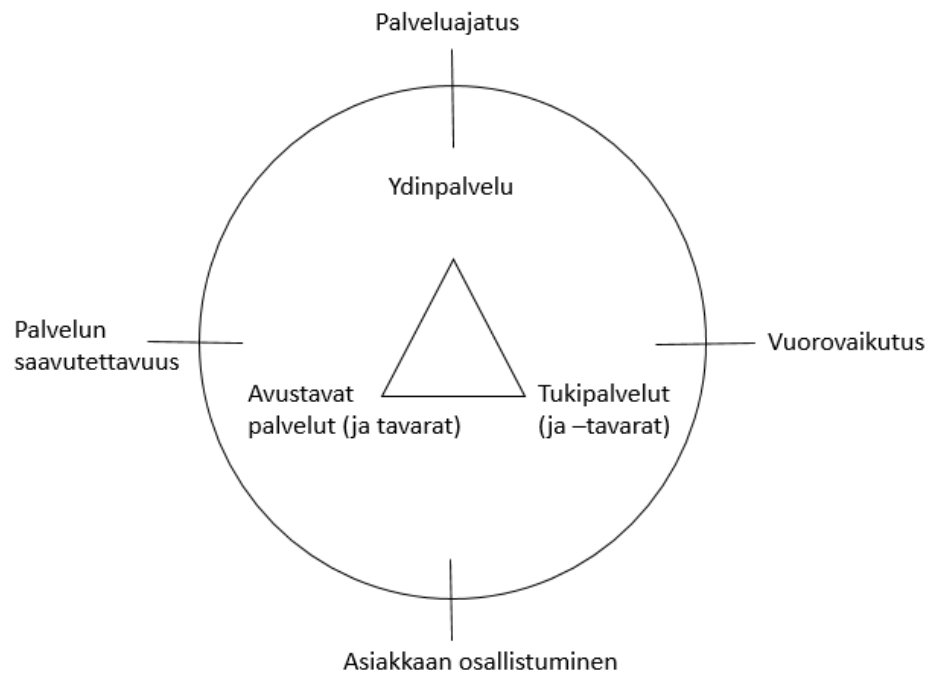 Palveluajatus
Ydinpalvelu
Palvelun
saavutettavuus
Vuorovaikutus
Avustavat
palvelut (ja tavarat)
Tukipalvelut
(ja –tavarat)
Asiakkaan osallistuminen